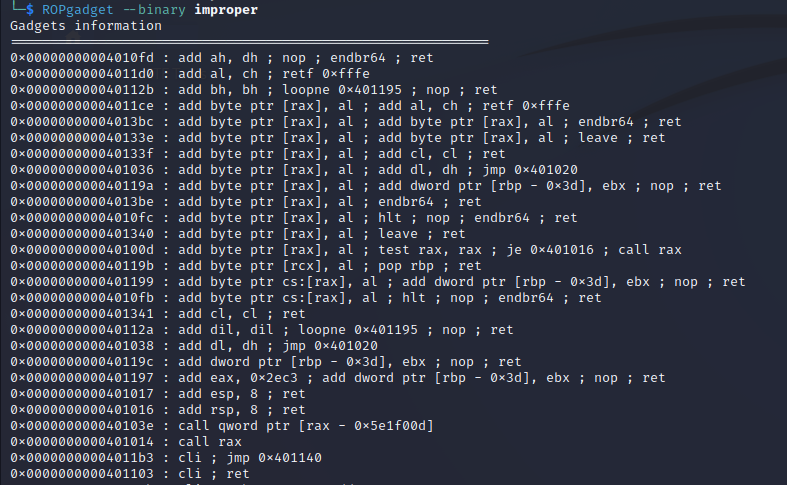 └─$ ROPgadget --binary improper
Gadgets information
============================================================
0x00000000004010fd : add ah, dh ; nop ; endbr64 ; ret
0x00000000004011d0 : add al, ch ; retf 0xfffe
0x000000000040112b : add bh, bh ; loopne 0x401195 ; nop ; ret
0x00000000004011ce : add byte ptr [rax], al ; add al, ch ; retf 0xfffe
0x00000000004013bc : add byte ptr [rax], al ; add byte ptr [rax], al ; endbr64 ; ret
0x000000000040133e : add byte ptr [rax], al ; add byte ptr [rax], al ; leave ; ret
0x000000000040133f : add byte ptr [rax], al ; add cl, cl ; ret
0x0000000000401036 : add byte ptr [rax], al ; add dl, dh ; jmp 0x401020
0x000000000040119a : add byte ptr [rax], al ; add dword ptr [rbp - 0x3d], ebx ; nop ; ret
0x00000000004013be : add byte ptr [rax], al ; endbr64 ; ret
0x00000000004010fc : add byte ptr [rax], al ; hlt ; nop ; endbr64 ; ret
0x0000000000401340 : add byte ptr [rax], al ; leave ; ret
0x000000000040100d : add byte ptr [rax], al ; test rax, rax ; je 0x401016 ; call rax
0x000000000040119b : add byte ptr [rcx], al ; pop rbp ; ret
0x0000000000401199 : add byte ptr cs:[rax], al ; add dword ptr [rbp - 0x3d], ebx ; nop ; ret
0x00000000004010fb : add byte ptr cs:[rax], al ; hlt ; nop ; endbr64 ; ret
0x0000000000401341 : add cl, cl ; ret
0x000000000040112a : add dil, dil ; loopne 0x401195 ; nop ; ret
0x0000000000401038 : add dl, dh ; jmp 0x401020
0x000000000040119c : add dword ptr [rbp - 0x3d], ebx ; nop ; ret
0x0000000000401197 : add eax, 0x2ec3 ; add dword ptr [rbp - 0x3d], ebx ; nop ; ret
0x0000000000401017 : add esp, 8 ; ret
0x0000000000401016 : add rsp, 8 ; ret
0x000000000040103e : call qword ptr [rax - 0x5e1f00d]
0x0000000000401014 : call rax
0x00000000004011b3 : cli ; jmp 0x401140
0x0000000000401103 : cli ; ret